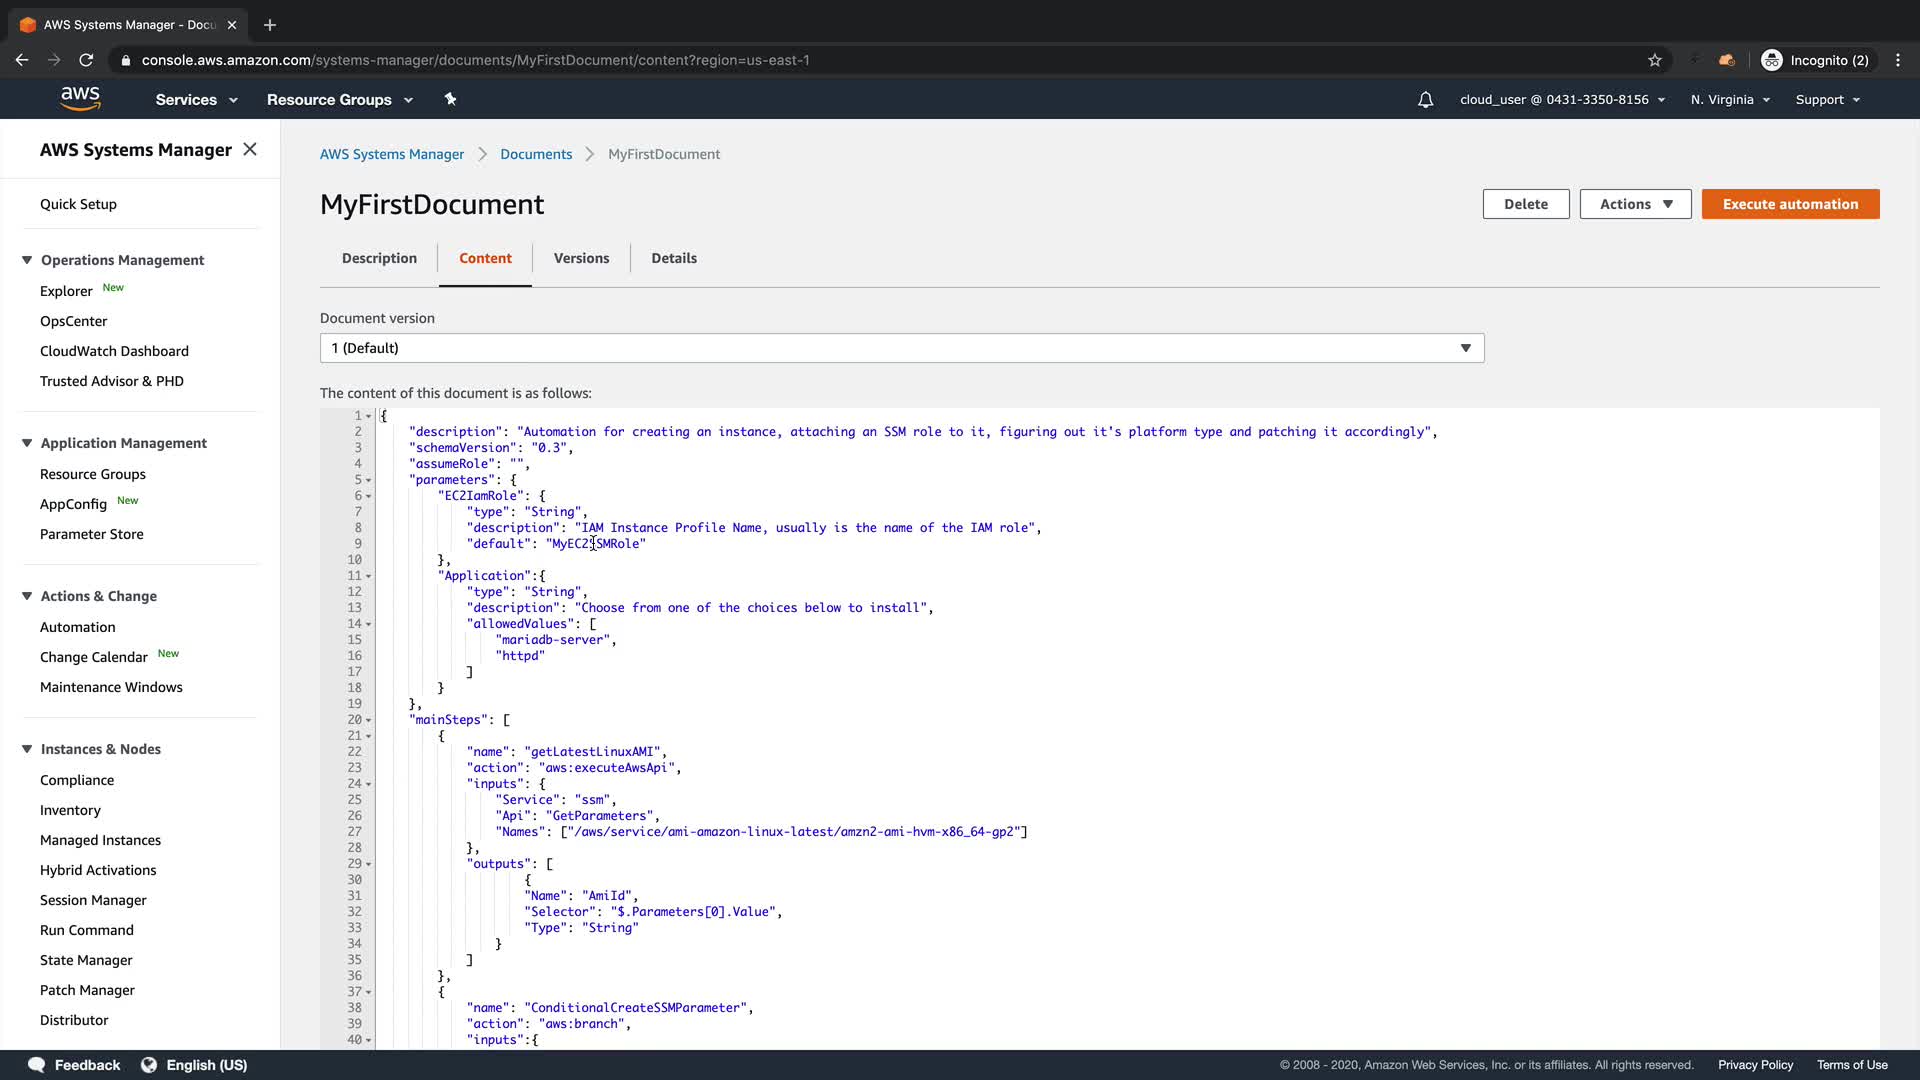 AWS Systems Manager - Docu
console.aws.amazon.com/systems-manager/documents/MyFirstDocument/content?region=us-east-1
Incognito (2)
aws
Services
Resource Groups
cloud_user @ 0431-3350-8156
N. Virginia
Support
AWS Systems Manager
Quick Setup
Operations Management
Explorer New
OpsCenter
CloudWatch Dashboard
Trusted Advisor & PHD
Application Management
Resource Groups
AppConfig New
Parameter Store
Actions & Change
Automation
Change Calendar New
Maintenance Windows
Instances & Nodes
Compliance
Inventory
Managed Instances
Hybrid Activations
Session Manager
Run Command
State Manager
Patch Manager
Distributor
AWS Systems Manager > Documents > MyFirstDocument
MyFirstDocument
Delete
Actions
Execute automation
Description
Content
Versions
Details
Document version
1 (Default)
The content of this document is as follows:
1 {
2 "description": "Automation for creating an instance, attaching an SSM role to it, figuring out it's platform type and patching it accordingly",
3 "schemaVersion": "0.3",
4 "assumeRole": "",
5 "parameters": {
6 "EC2IamRole": {
7 "type": "String",
8 "description": "IAM Instance Profile Name, usually is the name of the IAM role",
9 "default": "MyEC2SSMRole"
10 },
11 "Application":{
12 "type": "String",
13 "description": "Choose from one of the choices below to install",
14 "allowedValues": [
15 "mariadb-server",
16 "httpd"
17 ]
18 }
19 },
20 "mainSteps": [
21 {
22 "name": "getLatestLinuxAMI",
23 "action": "aws:executeAwsApi",
24 "inputs": {
25 "Service": "ssm",
26 "Api": "GetParameters",
27 "Names": ["/aws/service/ami-amazon-linux-latest/amzn2-ami-hvm-x86_64-gp2"]
28 },
29 "outputs": [
30 {
31 "Name": "AmiId",
32 "Selector": "$.Parameters[0].Value",
33 "Type": "String"
34 }
35 ]
36 },
37 {
38 "name": "ConditionalCreateSSMParameter",
39 "action": "aws:branch",
40 "inputs":{
Feedback
English (US)
© 2008 - 2020, Amazon Web Services, Inc. or its affiliates. All rights reserved.
Privacy Policy
Terms of Use